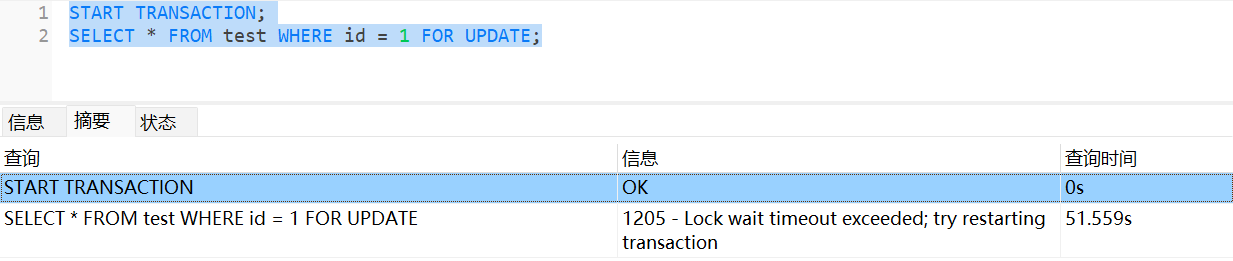 1 START TRANSACTION;
2 SELECT * FROM test WHERE id = 1 FOR UPDATE;
信息 摘要 状态
查询 信息 查询时间
START TRANSACTION OK 0s
SELECT * FROM test WHERE id = 1 FOR UPDATE 1205 - Lock wait timeout exceeded; try restarting 51.559s
transaction